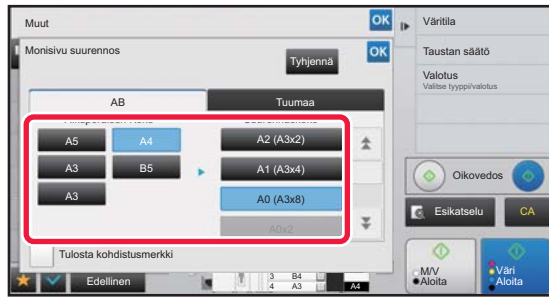 Muut
OK
Monisivu suurennos
Tyhjennä
OK
AB
Tuumaa
A5
A4
A3
B5
A3
A2 (A3x2)
A1 (A3x4)
A0 (A3x8)
A0x2
Tulosta kohdistusmerkki
Edellinen
3 B4
4 A3
A4
Väritila
Taustan säätö
Valotus
Valitse tyyppi/valotus
Oikovedos
Esikatselu
CA
M/V
Aloita
Väri
Aloita